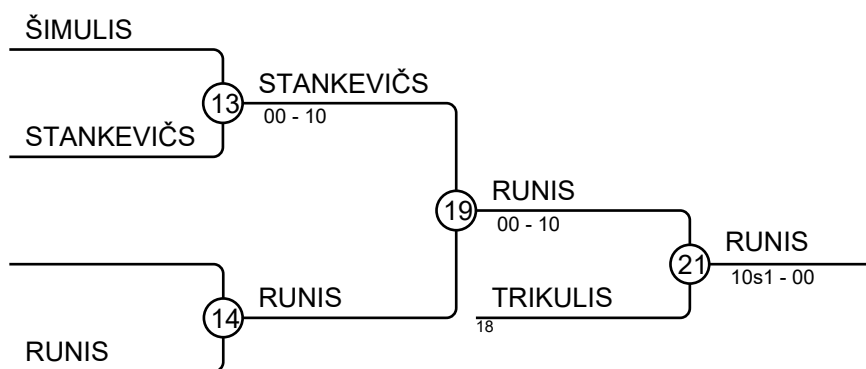 ŠIMULIS
13
STANKEVIČS
00 - 10
STANKEVIČS
19
RUNIS
00 - 10
21
RUNIS
10s1 - 00
14
RUNIS
TRIKULIS
18
RUNIS